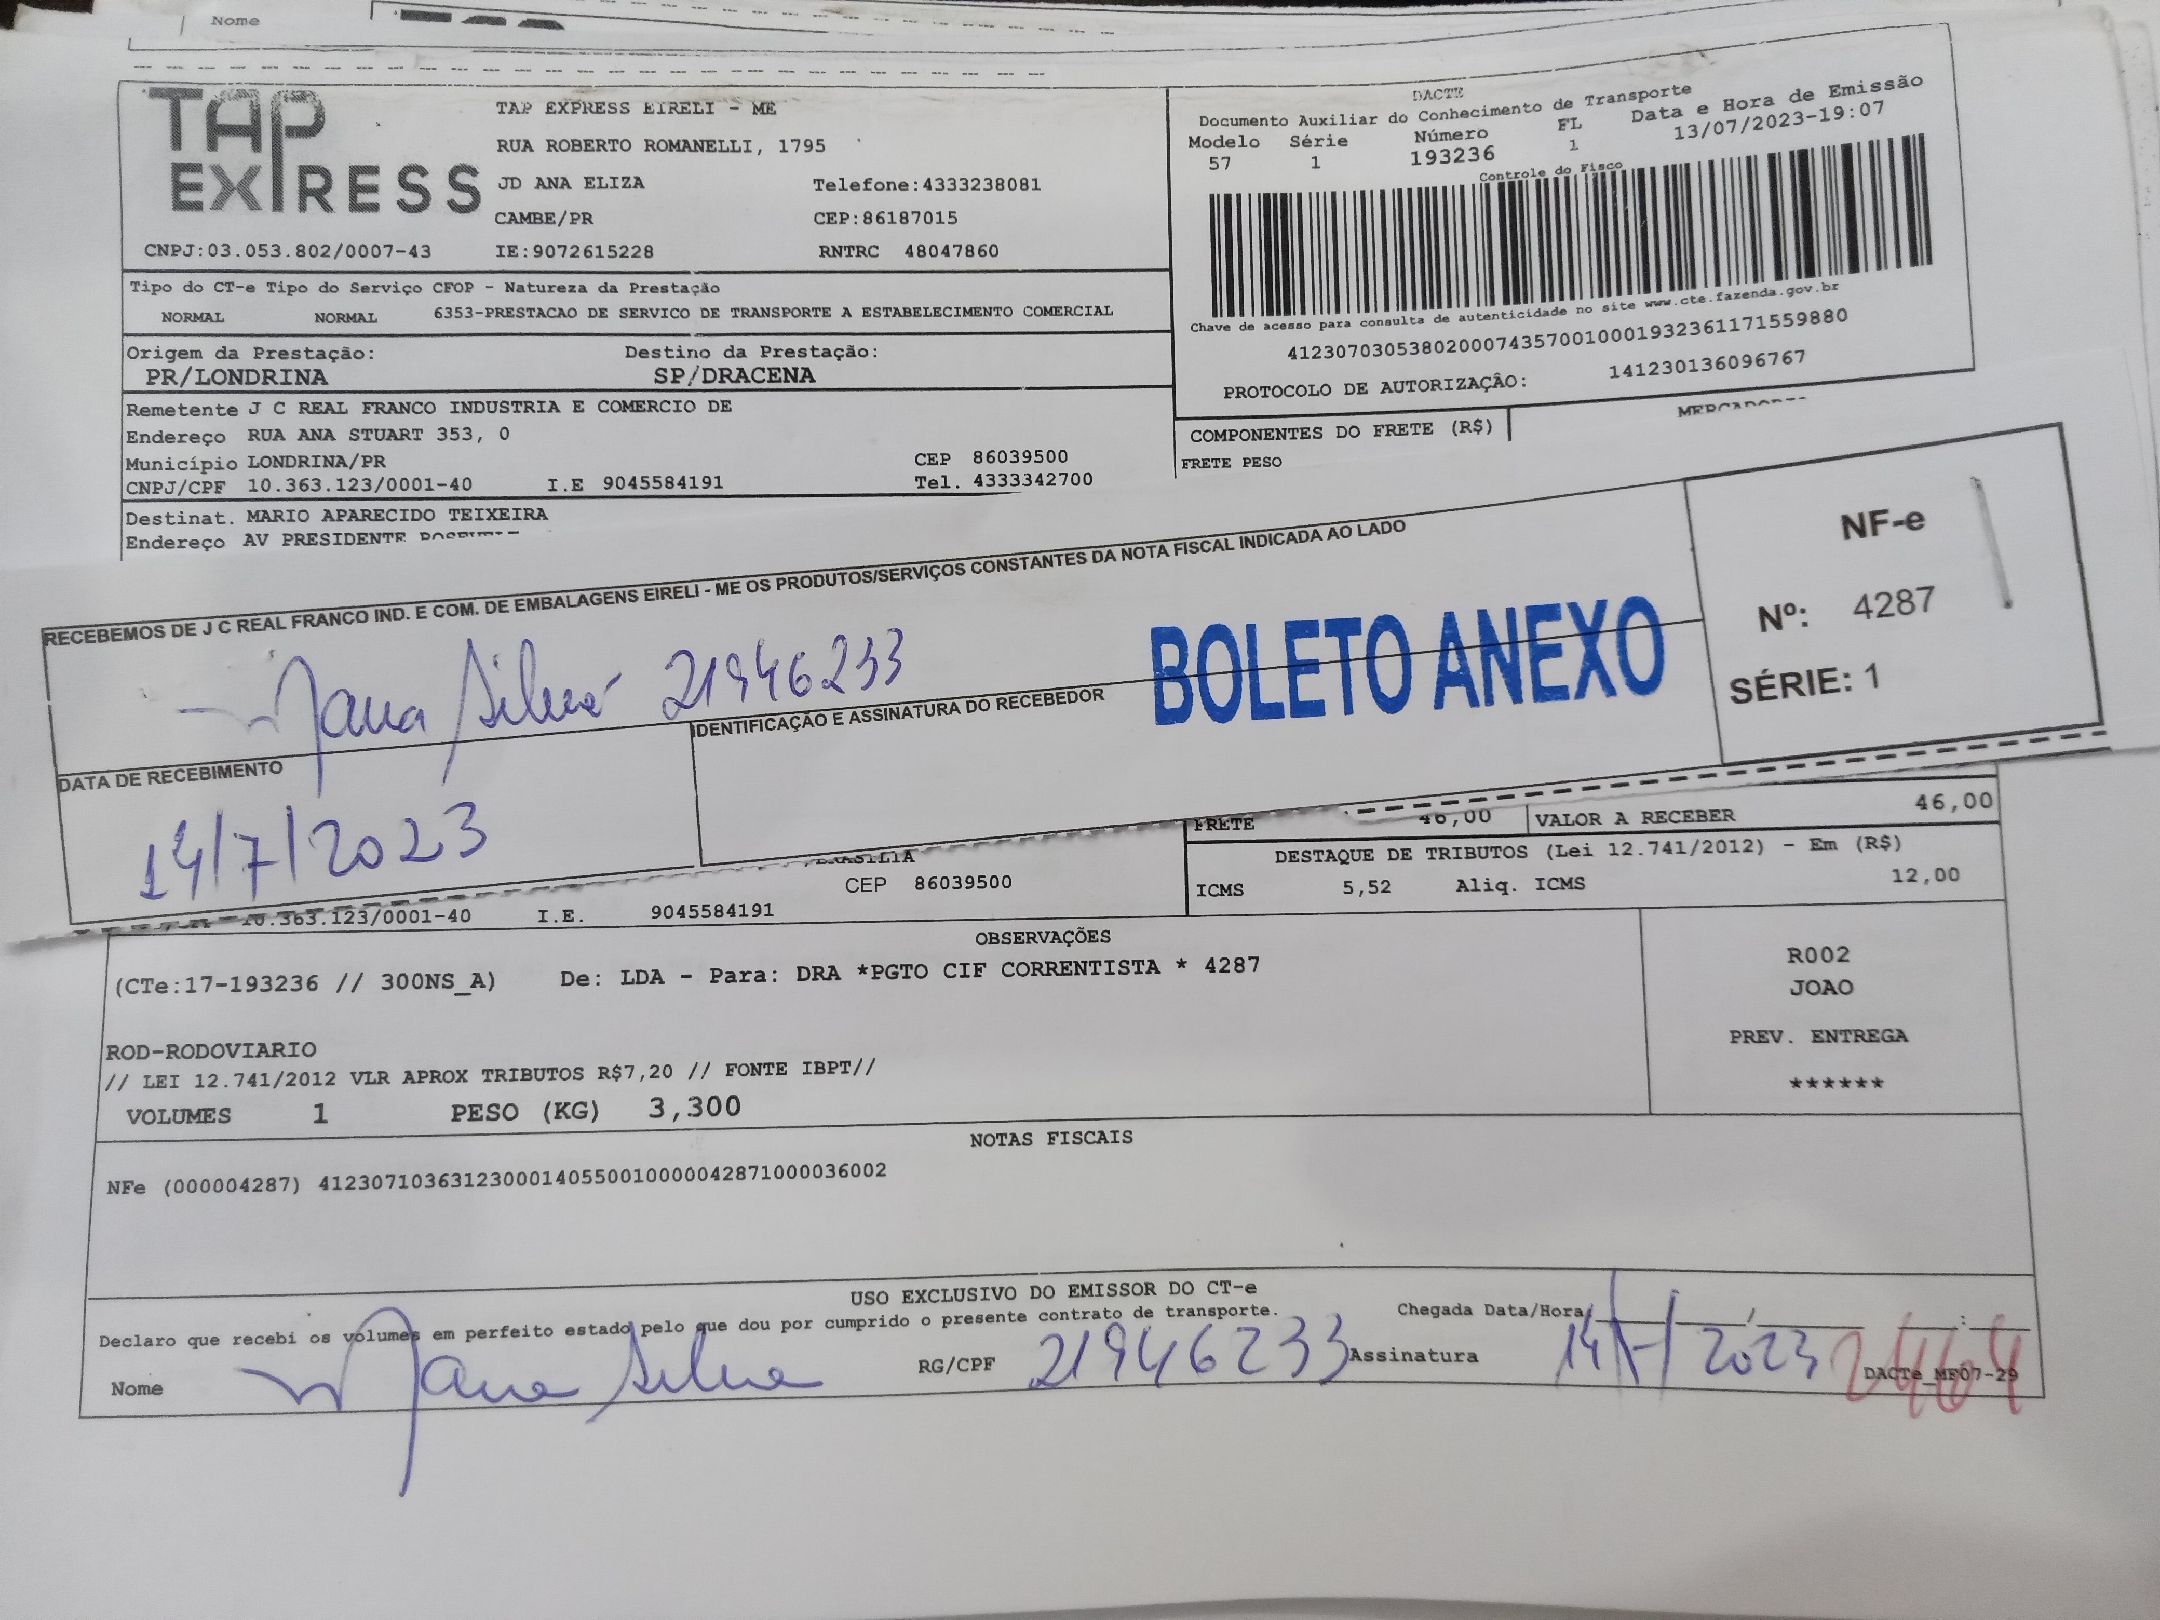 Nome
TAP
EXPRESS
TAP EXPRESS EIRELI - ME
RUA ROBERTO ROMANELLI, 1795
JD ANA ELIZA Telefone:4333238081
CAMBE/PR CEP:86187015
CNPJ:03.053.802/0007-43 IE:9072615228 RNTRC 48047860
DACTE
Documento Auxiliar do Conhecimento de Transporte
Modelo Série Número FL Data e Hora de Emissão
57 1 193236 1 13/07/2023-19:07
Controle do Fisco
Chave de acesso para consulta de autenticidade no site www.cte.fazenda.gov.br
41230703053802000743570010001932361171559880
PROTOCOLO DE AUTORIZAÇÃO: 141230136096767
Tipo do CT-e Tipo do Serviço CFOP - Natureza da Prestação
NORMAL NORMAL 6353-PRESTACAO DE SERVICO DE TRANSPORTE A ESTABELECIMENTO COMERCIAL
Origem da Prestação: Destino da Prestação:
PR/LONDRINA SP/DRACENA
Remetente J C REAL FRANCO INDUSTRIA E COMERCIO DE
Endereço RUA ANA STUART 353, 0
Município LONDRINA/PR CEP 86039500
CNPJ/CPF 10.363.123/0001-40 I.E 9045584191 Tel. 4333342700
Destinat. MARIO APARECIDO TEIXEIRA
Endereço AV PRESIDENTE
COMPONENTES DO FRETE (R$)
FRETE PESO
RECEBEMOS DE J C REAL FRANCO IND. E COM. DE EMBALAGENS EIRELI - ME OS PRODUTOS/SERVIÇOS CONSTANTES DA NOTA FISCAL INDICADA AO LADO
Silva 21946233
BOLETO ANEXO
NF-e
Nº: 4287
SÉRIE: 1
DATA DE RECEBIMENTO
IDENTIFICAÇÃO E ASSINATURA DO RECEBEDOR
14/7/2023
FRETE 46,00 VALOR A RECEBER 46,00
DESTAQUE DE TRIBUTOS (Lei 12.741/2012) - Em (R$)
ICMS 5,52 Aliq. ICMS 12,00
CEP 86039500
10.363.123/0001-40 I.E. 9045584191
OBSERVAÇÕES
(CTe:17-193236 // 300NS_A) De: LDA - Para: DRA *PGTO CIF CORRENTISTA * 4287
R002
JOAO
PREV. ENTREGA
******
ROD-RODOVIARIO
// LEI 12.741/2012 VLR APROX TRIBUTOS R$7,20 // FONTE IBPT//
VOLUMES 1 PESO (KG) 3,300
NOTAS FISCAIS
NFe (000004287) 41230710363123000140550010000042871000036002
USO EXCLUSIVO DO EMISSOR DO CT-e
Declaro que recebi os volumes em perfeito estado pelo que dou por cumprido o presente contrato de transporte. Chegada Data/Hora / / :
Nome Silva RG/CPF 21946233 Assinatura 14/7/2023
DACTe_MF07-29